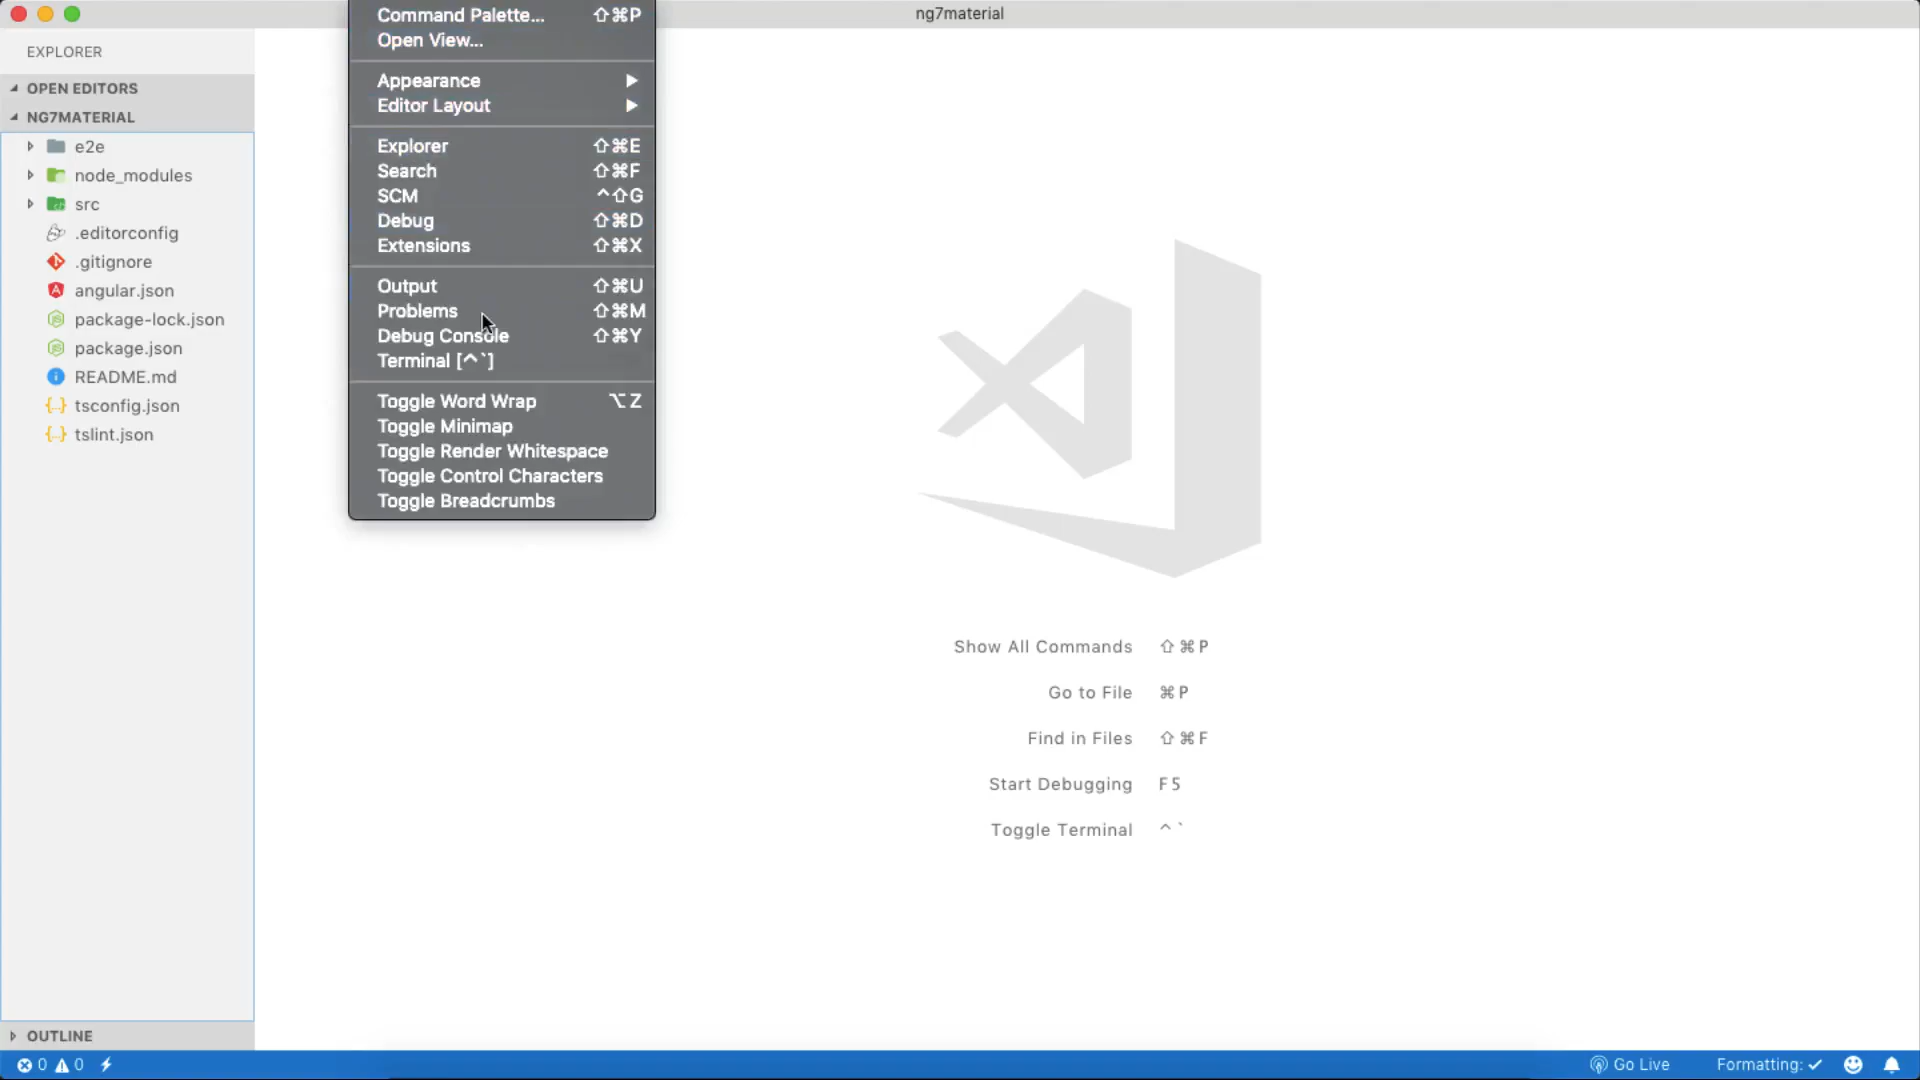 ng7material
Command Palette... ⇧⌘P
Open View...
Appearance ▶
Editor Layout ▶
Explorer ⇧⌘E
Search ⇧⌘F
SCM ^⇧G
Debug ⇧⌘D
Extensions ⇧⌘X
Output ⇧⌘U
Problems ⇧⌘M
Debug Console ⇧⌘Y
Terminal [^`]
Toggle Word Wrap ⌥Z
Toggle Minimap
Toggle Render Whitespace
Toggle Control Characters
Toggle Breadcrumbs
EXPLORER
OPEN EDITORS
NG7MATERIAL
e2e
node_modules
src
.editorconfig
.gitignore
angular.json
package-lock.json
package.json
README.md
tsconfig.json
tslint.json
OUTLINE
Show All Commands ⇧⌘P
Go to File ⌘P
Find in Files ⇧⌘F
Start Debugging F5
Toggle Terminal ^`
0 0
Go Live
Formatting: ✓